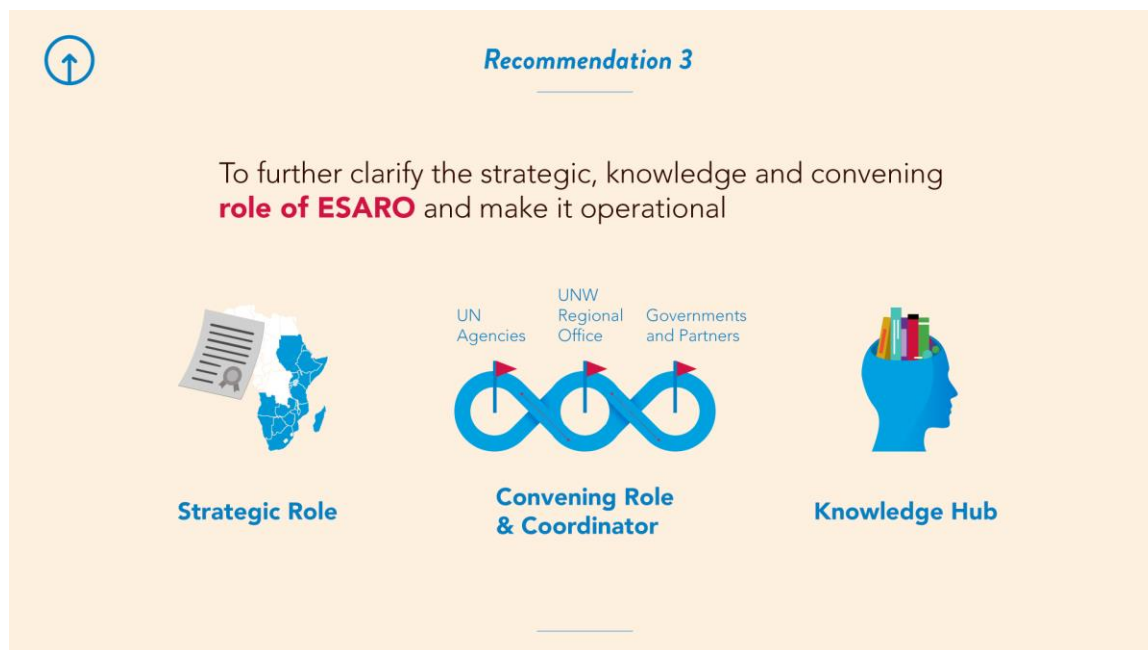 Recommendation 3
To further clarify the strategic, knowledge and convening
role of ESARO and make it operational
UN
Agencies
UNW
Regional
Office
Governments
and Partners
Strategic Role
Convening Role
& Coordinator
Knowledge Hub